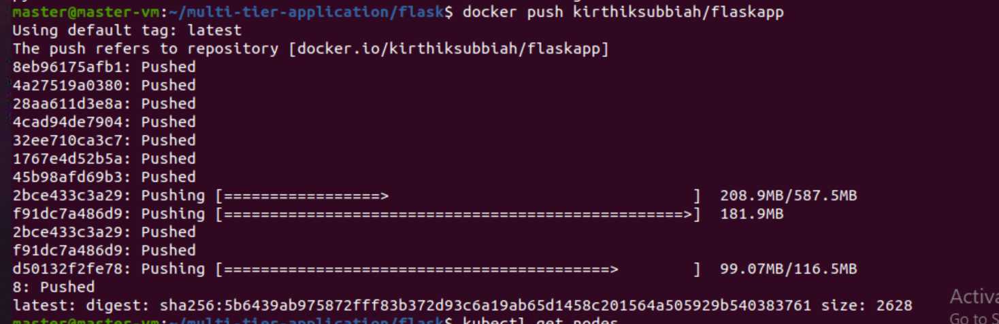 master@master-vm:~/multi-tier-application/flask$ docker push kirthiksubbiah/flaskapp
Using default tag: latest
The push refers to repository [docker.io/kirthiksubbiah/flaskapp]
8eb96175afb1: Pushed
4a27519a0380: Pushed
28aa611d3e8a: Pushed
4cad94de7904: Pushed
32ee710ca3c7: Pushed
1767e4d52b5a: Pushed
45b98afd69b3: Pushed
2bce433c3a29: Pushing [=================>                                 ]  208.9MB/587.5MB
f91dc7a486d9: Pushing [==================================================>]  181.9MB
2bce433c3a29: Pushed
f91dc7a486d9: Pushed
d50132f2fe78: Pushing [==========================================>        ]  99.07MB/116.5MB
8: Pushed
latest: digest: sha256:5b6439ab975872fff83b372d93c6a19ab65d1458c201564a505929b540383761 size: 2628
master@master-vm:~/multi-tier-application/flask$ kubectl get nodes
Activa
Go to S